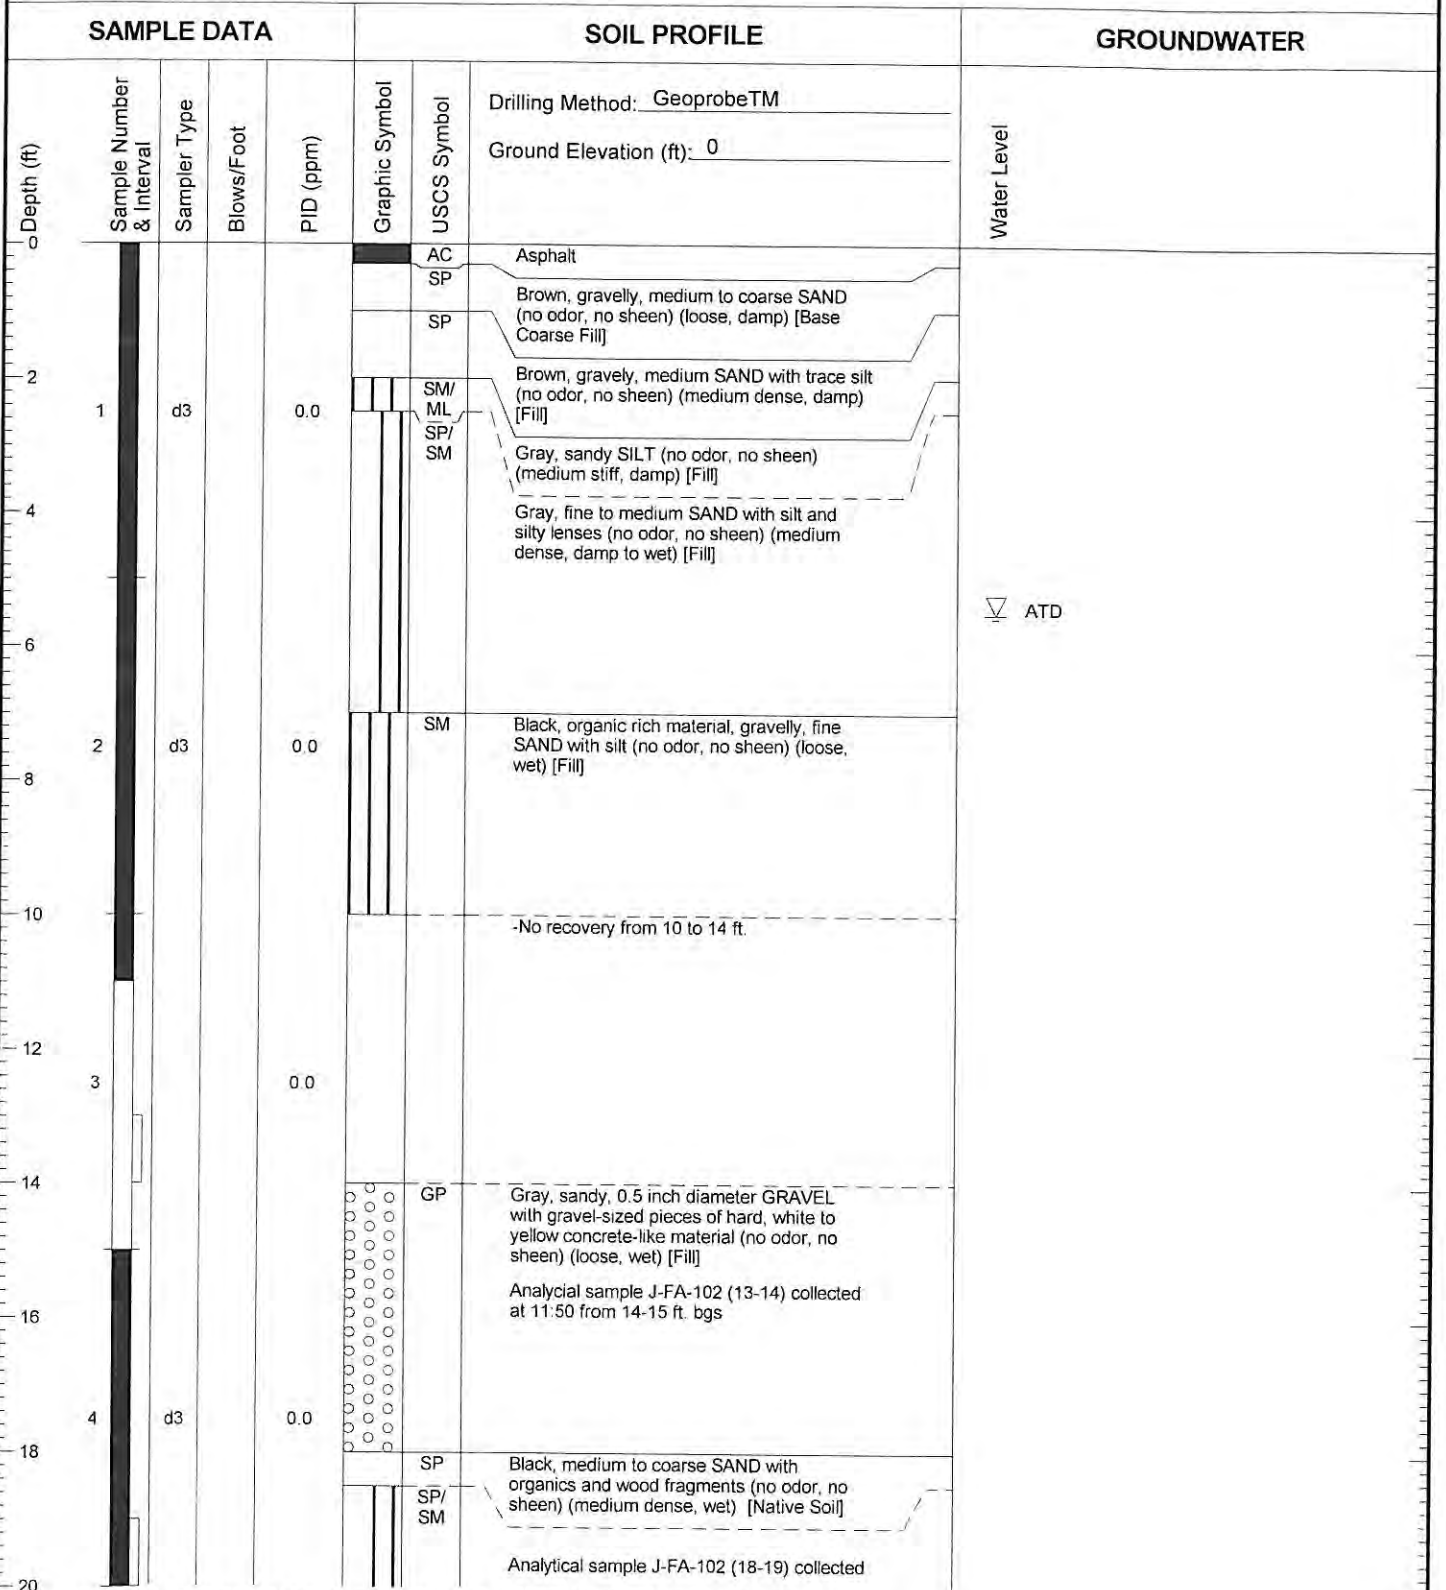 SAMPLE DATA
SOIL PROFILE
GROUNDWATER
Depth (ft)
Sample Number
& Interval
Sampler Type
Blows/Foot
PID (ppm)
Graphic Symbol
USCS Symbol
Drilling Method: GeoprobeTM
Ground Elevation (ft): 0
Water Level
0
AC
Asphalt
SP
Brown, gravelly, medium to coarse SAND
(no odor, no sheen) (loose, damp) [Base
Coarse Fill]
SP
2
Brown, gravely, medium SAND with trace silt
(no odor, no sheen) (medium dense, damp)
[Fill]
1
d3
0.0
SM/
ML
SP/
SM
Gray, sandy SILT (no odor, no sheen)
(medium stiff, damp) [Fill]
4
Gray, fine to medium SAND with silt and
silty lenses (no odor, no sheen) (medium
dense, damp to wet) [Fill]
ATD
6
2
d3
0.0
SM
Black, organic rich material, gravelly, fine
SAND with silt (no odor, no sheen) (loose,
wet) [Fill]
8
10
-No recovery from 10 to 14 ft.
12
3
0.0
14
GP
Gray, sandy, 0.5 inch diameter GRAVEL
with gravel-sized pieces of hard, white to
yellow concrete-like material (no odor, no
sheen) (loose, wet) [Fill]
Analycial sample J-FA-102 (13-14) collected
at 11:50 from 14-15 ft. bgs
16
4
d3
0.0
18
SP
Black, medium to coarse SAND with
organics and wood fragments (no odor, no
sheen) (medium dense, wet) [Native Soil]
SP/
SM
Analytical sample J-FA-102 (18-19) collected
20